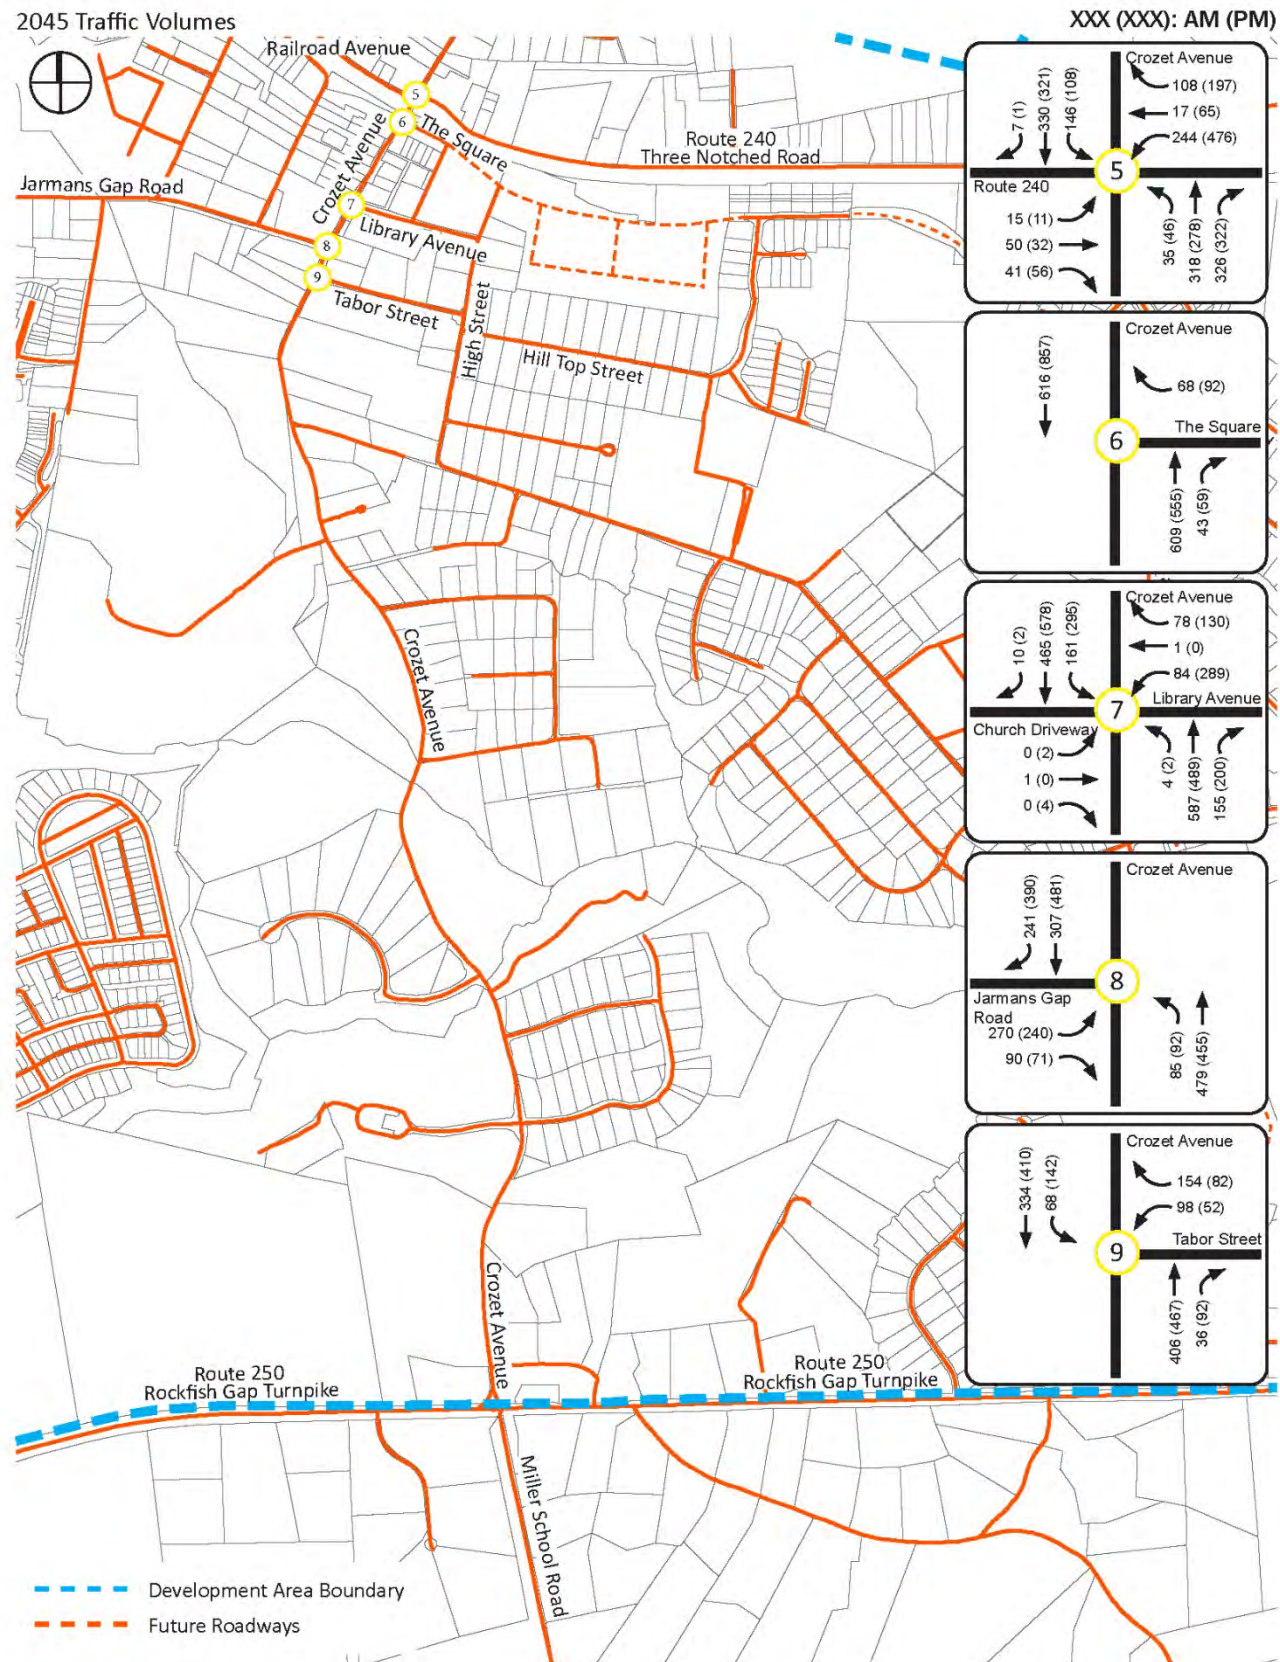 2045 Traffic Volumes
XXX (XXX): AM (PM)
Railroad Avenue
5
6
The Square
Crozet Avenue
Route 240
Three Notched Road
Jarmans Gap Road
7
Library Avenue
8
9
Tabor Street
High Street
Hill Top Street
Crozet Avenue
Crozet Avenue
Route 250
Rockfish Gap Turnpike
Route 250
Rockfish Gap Turnpike
Miller School Road
Development Area Boundary
Future Roadways
Crozet Avenue
7 (1)
330 (321)
146 (108)
108 (197)
17 (65)
244 (476)
5
Route 240
15 (11)
50 (32)
41 (56)
35 (46)
318 (278)
326 (322)
Crozet Avenue
616 (857)
68 (92)
The Square
6
609 (555)
43 (59)
Crozet Avenue
10 (2)
465 (578)
161 (295)
78 (130)
1 (0)
84 (289)
Library Avenue
7
Church Driveway
0 (2)
1 (0)
0 (4)
4 (2)
587 (489)
155 (200)
Crozet Avenue
241 (390)
307 (481)
8
Jarmans Gap
Road
270 (240)
90 (71)
85 (92)
479 (455)
Crozet Avenue
334 (410)
68 (142)
154 (82)
98 (52)
Tabor Street
9
406 (467)
36 (92)